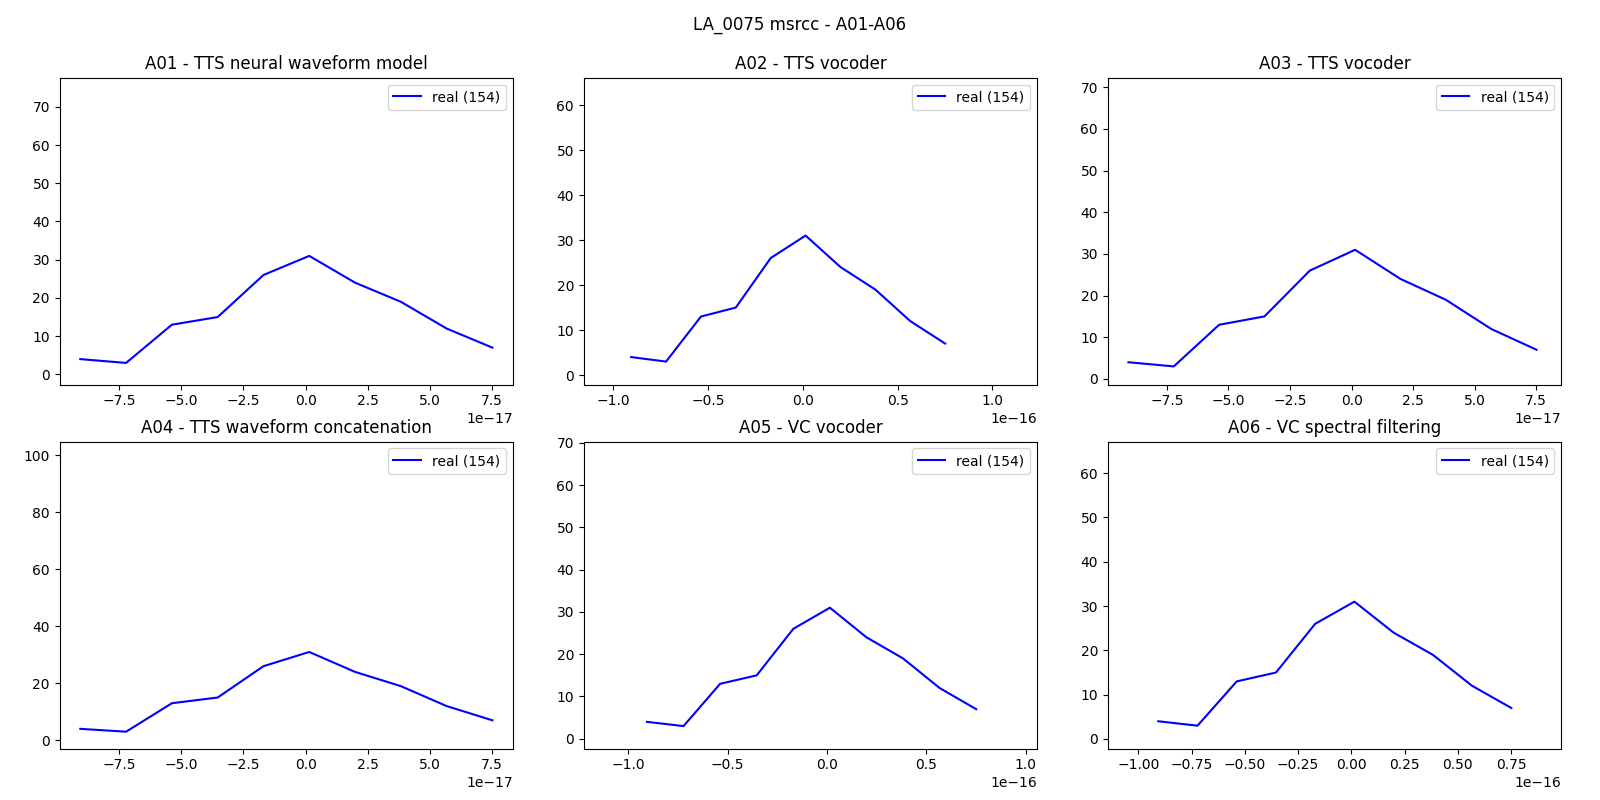 LA_0075 msrcc - A01-A06
A01 - TTS neural waveform model
real (154)
70
60
50
40
30
20
10
0
−7.5 −5.0 −2.5 0.0 2.5 5.0 7.5
1e−17
A02 - TTS vocoder
real (154)
60
50
40
30
20
10
0
−1.0 −0.5 0.0 0.5 1.0
1e−16
A03 - TTS vocoder
real (154)
70
60
50
40
30
20
10
0
−7.5 −5.0 −2.5 0.0 2.5 5.0 7.5
1e−17
A04 - TTS waveform concatenation
real (154)
100
80
60
40
20
0
−7.5 −5.0 −2.5 0.0 2.5 5.0 7.5
1e−17
A05 - VC vocoder
real (154)
70
60
50
40
30
20
10
0
−1.0 −0.5 0.0 0.5 1.0
1e−16
A06 - VC spectral filtering
real (154)
60
50
40
30
20
10
0
−1.00 −0.75 −0.50 −0.25 0.00 0.25 0.50 0.75
1e−16